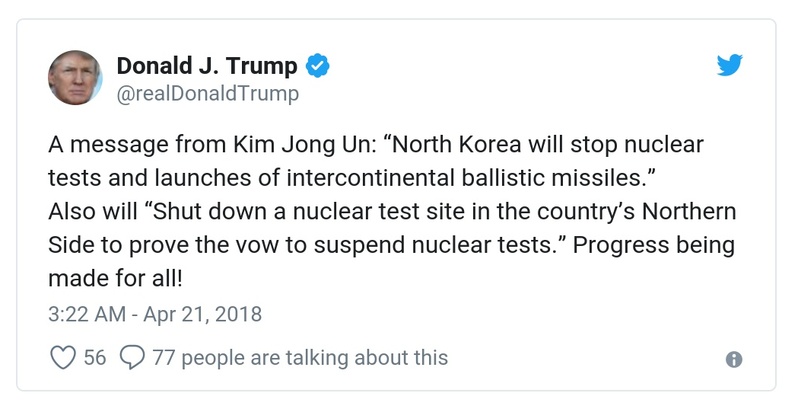 Donald J. Trump
@realDonaldTrump
A message from Kim Jong Un: “North Korea will stop nuclear
tests and launches of intercontinental ballistic missiles.”
Also will “Shut down a nuclear test site in the country’s Northern
Side to prove the vow to suspend nuclear tests.” Progress being
made for all!
3:22 AM - Apr 21, 2018
56 77 people are talking about this